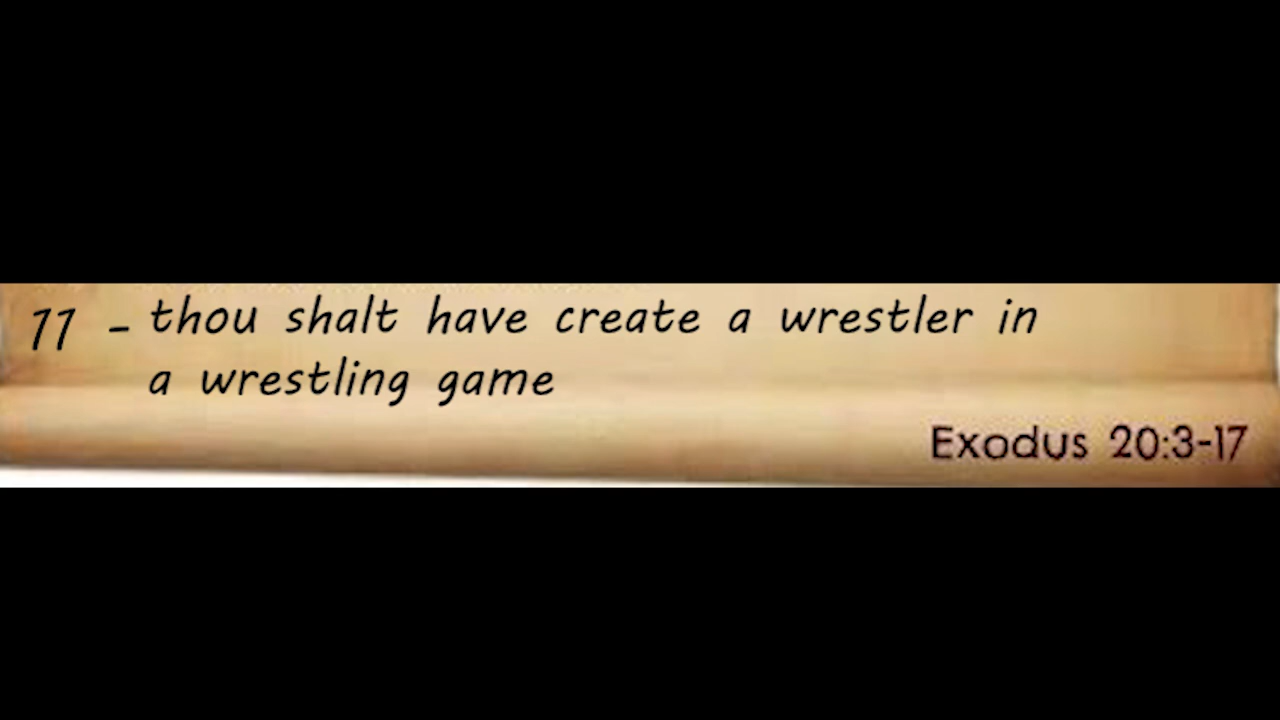 11 - thou shalt have create a wrestler in
a wrestling game
Exodus 20:3-17